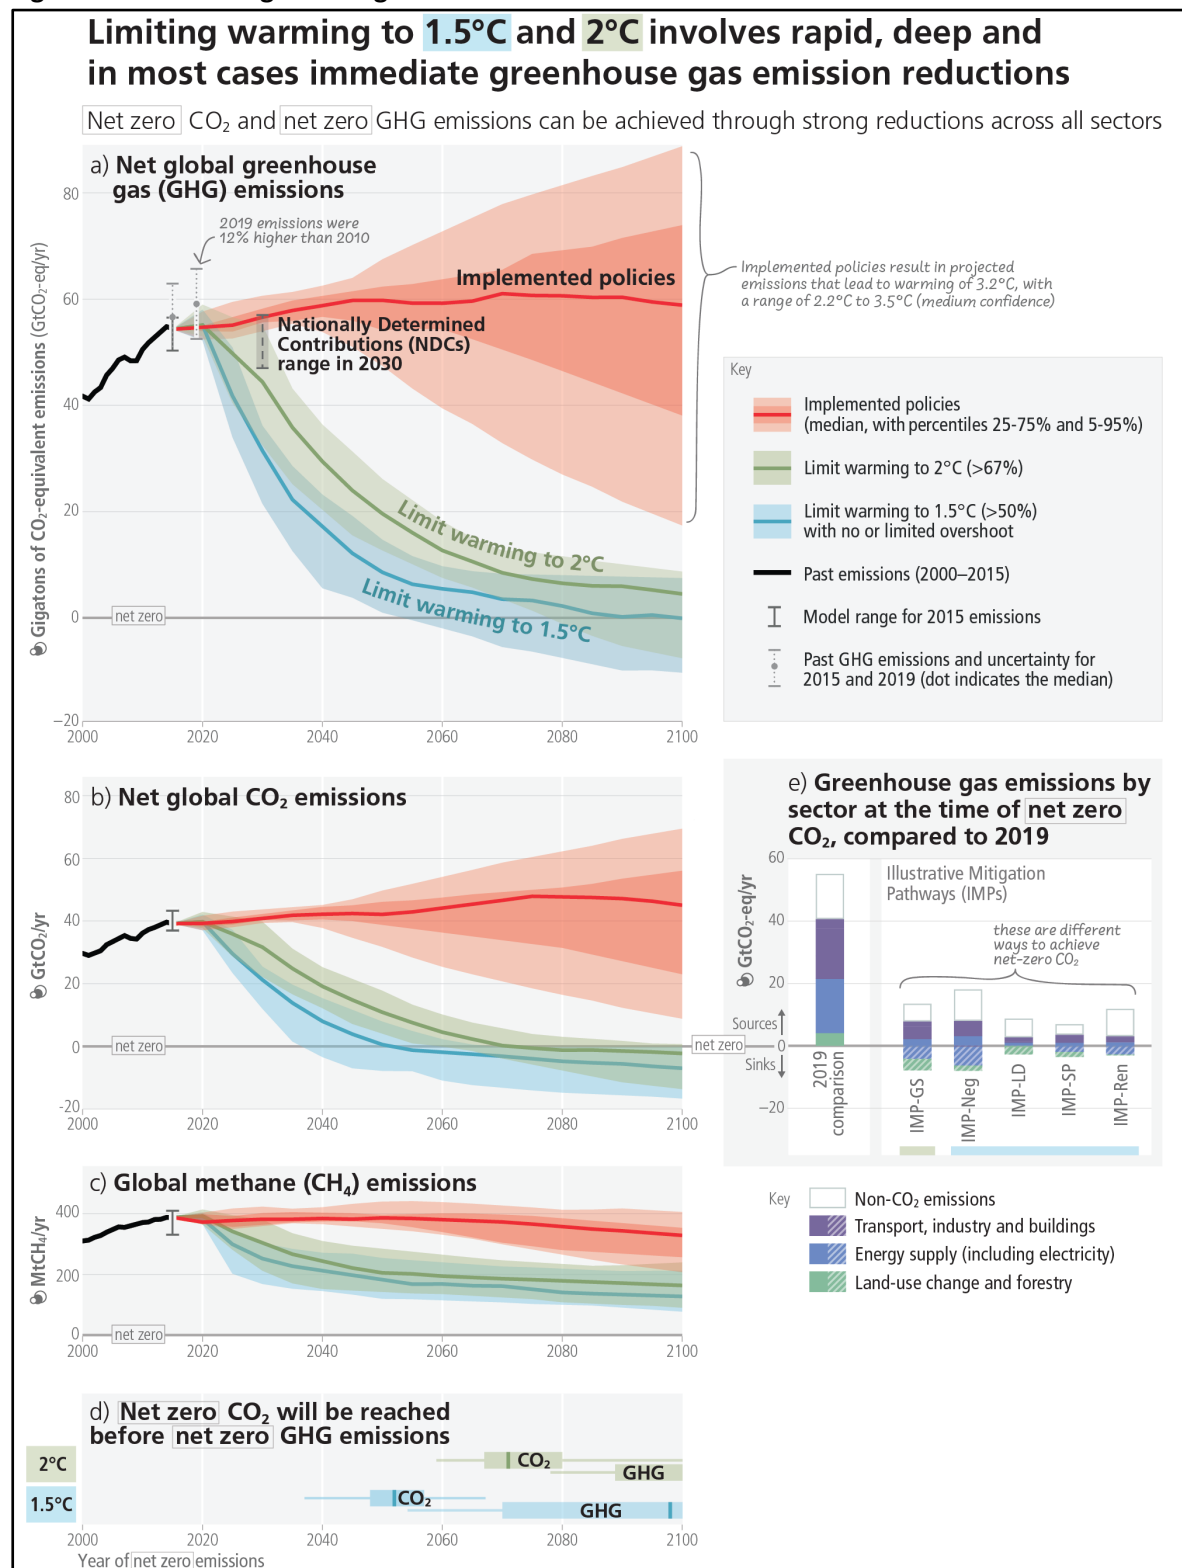 Limiting warming to 1.5°C and 2°C involves rapid, deep and
in most cases immediate greenhouse gas emission reductions
Net zero CO₂ and net zero GHG emissions can be achieved through strong reductions across all sectors
a) Net global greenhouse
gas (GHG) emissions
Gigatons of CO₂-equivalent emissions (GtCO₂-eq/yr)
80
60
40
20
0
−20
2019 emissions were
12% higher than 2010
Implemented policies
Nationally Determined
Contributions (NDCs)
range in 2030
Limit warming to 2°C
Limit warming to 1.5°C
net zero
2000
2020
2040
2060
2080
2100
Implemented policies result in projected
emissions that lead to warming of 3.2°C, with
a range of 2.2°C to 3.5°C (medium confidence)
Key
Implemented policies
(median, with percentiles 25-75% and 5-95%)
Limit warming to 2°C (>67%)
Limit warming to 1.5°C (>50%)
with no or limited overshoot
Past emissions (2000–2015)
Model range for 2015 emissions
Past GHG emissions and uncertainty for
2015 and 2019 (dot indicates the median)
b) Net global CO₂ emissions
GtCO₂/yr
80
60
40
20
0
-20
net zero
2000
2020
2040
2060
2080
2100
c) Global methane (CH₄) emissions
MtCH₄/yr
400
200
0
net zero
2000
2020
2040
2060
2080
2100
d) Net zero CO₂ will be reached
before net zero GHG emissions
2°C
CO₂
GHG
1.5°C
CO₂
GHG
2000
2020
2040
2060
2080
2100
Year of net zero emissions
e) Greenhouse gas emissions by
sector at the time of net zero
CO₂, compared to 2019
GtCO₂-eq/yr
60
40
20
0
−20
Sources
net zero
Sinks
Illustrative Mitigation
Pathways (IMPs)
these are different
ways to achieve
net-zero CO₂
2019
comparison
IMP-GS
IMP-Neg
IMP-LD
IMP-SP
IMP-Ren
Key
Non-CO₂ emissions
Transport, industry and buildings
Energy supply (including electricity)
Land-use change and forestry